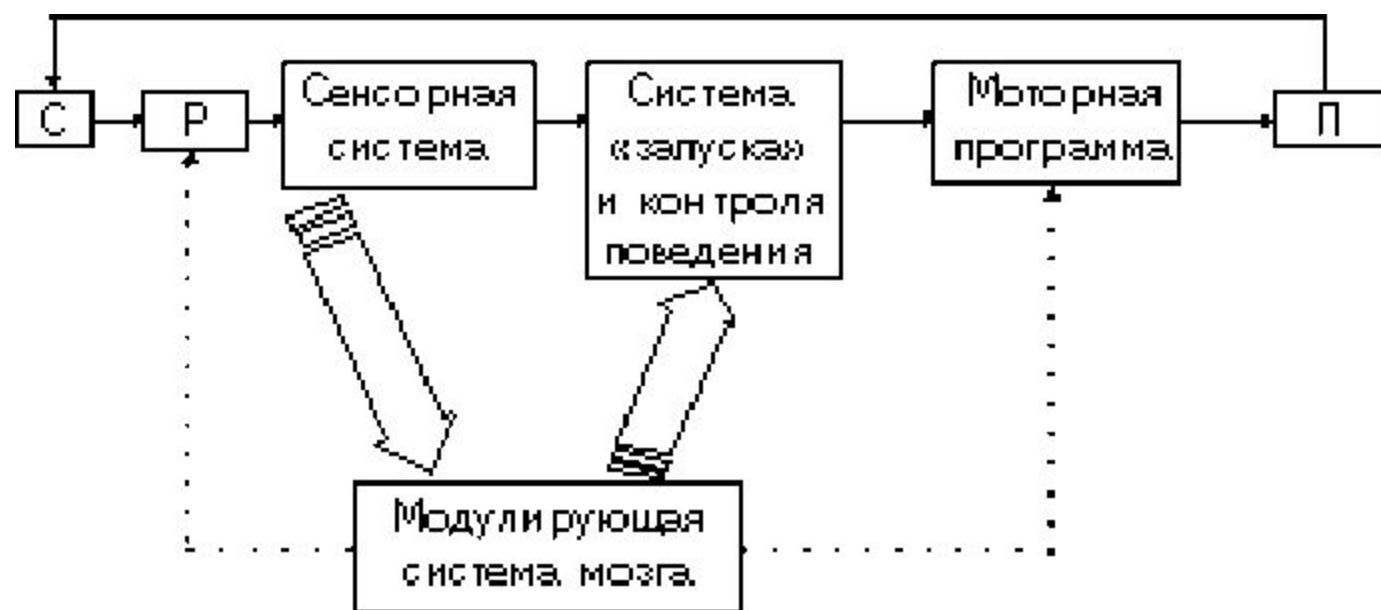 С
Р
Сенсорная
система
Система
«запуска»
и контроля
поведения
Моторная
программа
П
Модулирующая
система мозга